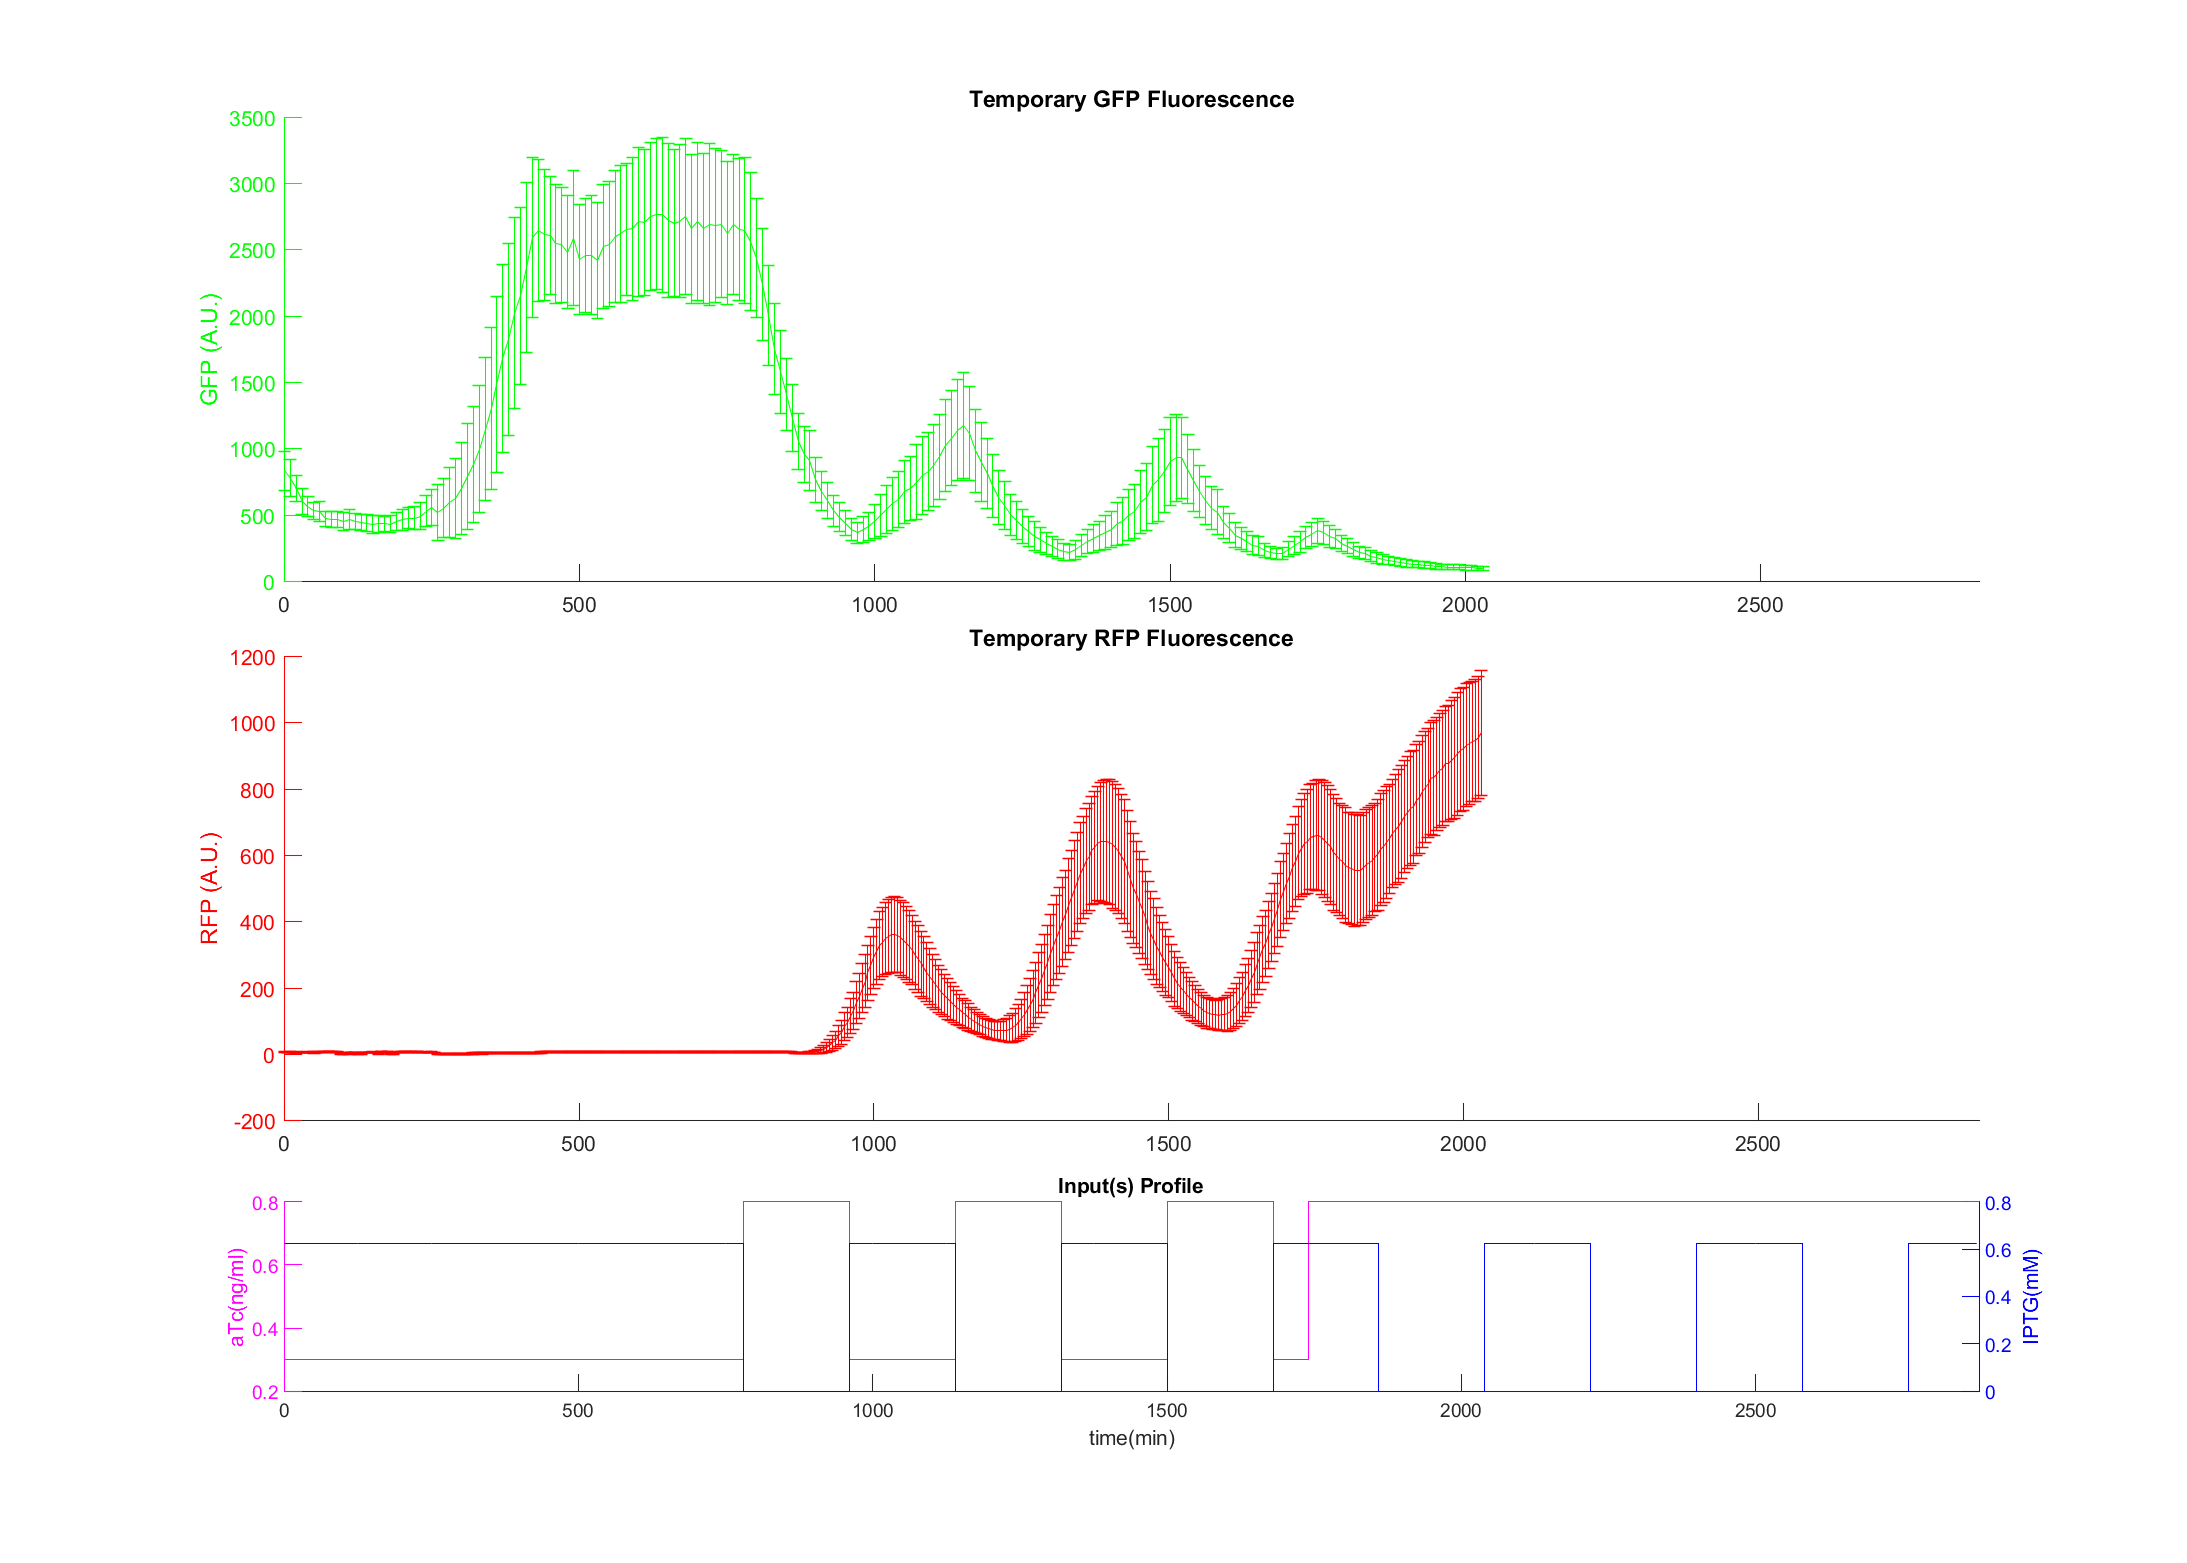 Temporary GFP Fluorescence
3500
3000
2500
2000
1500
1000
500
0
GFP (A.U.)
0 500 1000 1500 2000 2500
Temporary RFP Fluorescence
1200
1000
800
600
400
200
0
-200
RFP (A.U.)
0 500 1000 1500 2000 2500
Input(s) Profile
0.8
0.6
0.4
0.2
aTc(ng/ml)
0.8
0.6
0.4
0.2
0
IPTG(mM)
0 500 1000 1500 2000 2500
time(min)